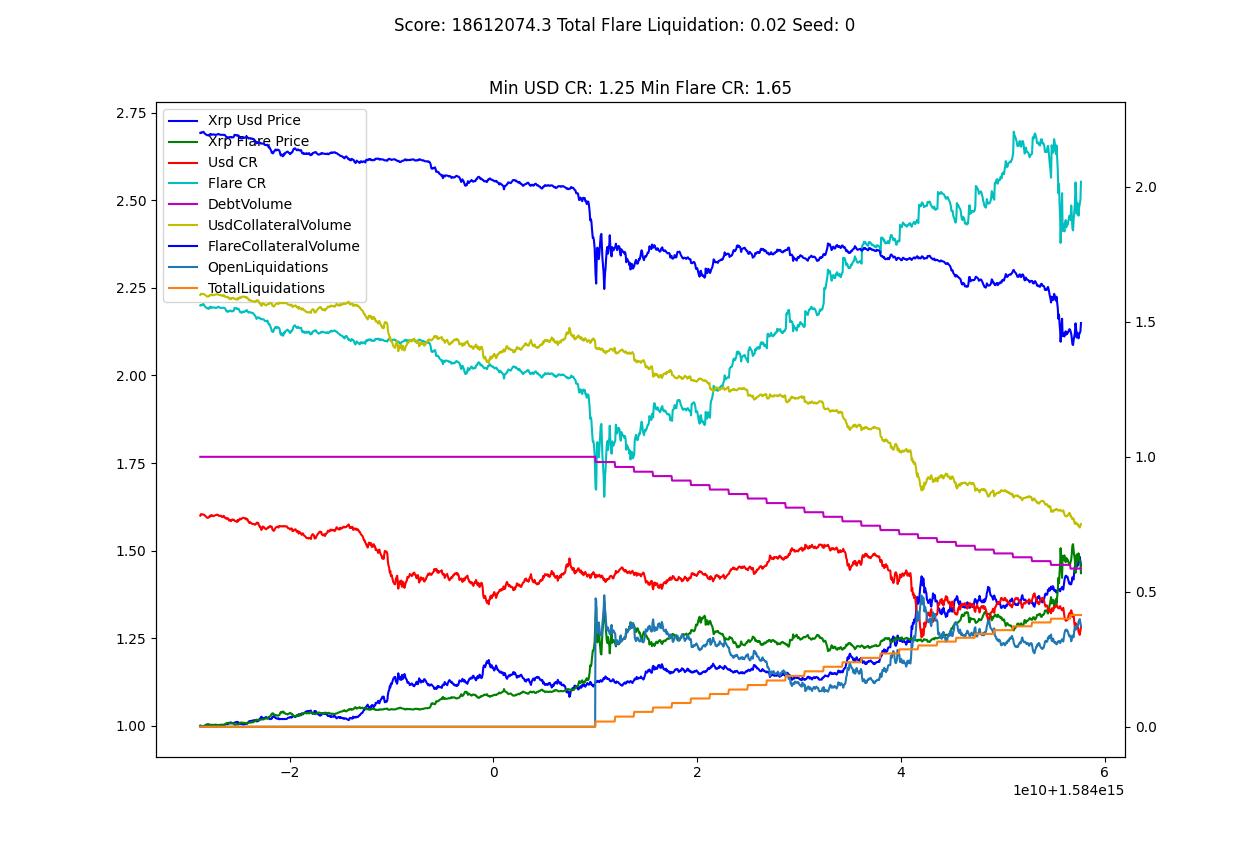 Score: 18612074.3 Total Flare Liquidation: 0.02 Seed: 0
Min USD CR: 1.25 Min Flare CR: 1.65
Xrp Usd Price
Xrp Flare Price
Usd CR
Flare CR
DebtVolume
UsdCollateralVolume
FlareCollateralVolume
OpenLiquidations
TotalLiquidations
2.75
2.50
2.25
2.00
1.75
1.50
1.25
1.00
2.0
1.5
1.0
0.5
0.0
−2 0 2 4 6
1e10+1.584e15